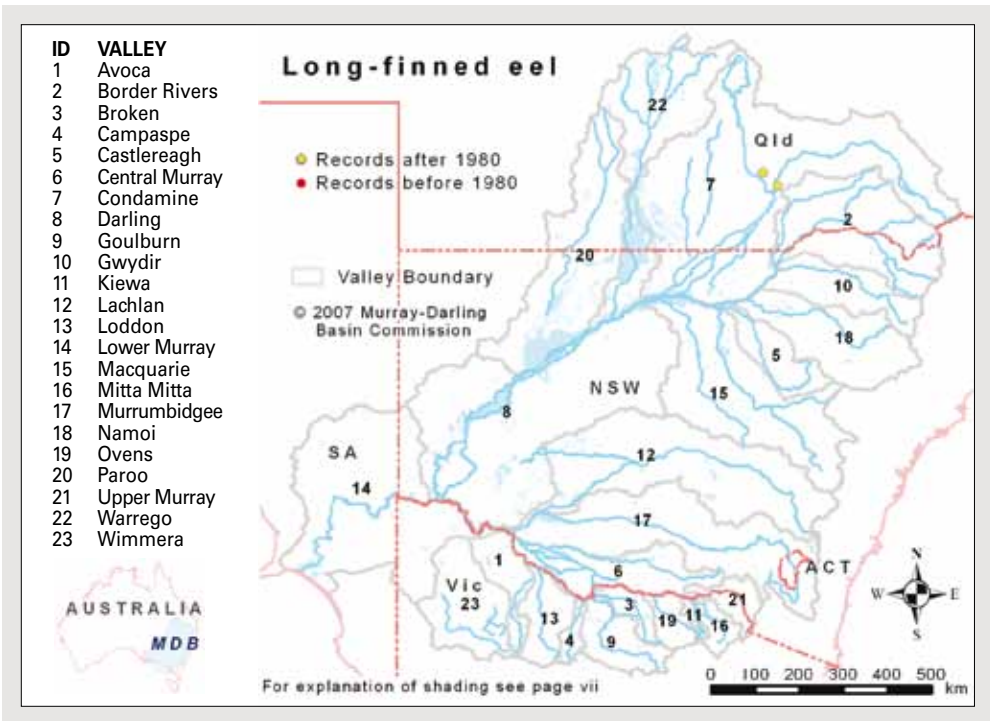 ID VALLEY
1 Avoca
2 Border Rivers
3 Broken
4 Campaspe
5 Castlereagh
6 Central Murray
7 Condamine
8 Darling
9 Goulburn
10 Gwydir
11 Kiewa
12 Lachlan
13 Loddon
14 Lower Murray
15 Macquarie
16 Mitta Mitta
17 Murrumbidgee
18 Namoi
19 Ovens
20 Paroo
21 Upper Murray
22 Warrego
23 Wimmera
AUSTRALIA
MDB
Long-finned eel
Records after 1980
Records before 1980
Valley Boundary
© 2007 Murray-Darling
Basin Commission
22
Qld
7
2
20
10
18
5
NSW
15
8
SA
12
14
17
ACT
1
6
Vic
23
21
3
13
19
11
16
4
9
N
W E
S
For explanation of shading see page vii
0 100 200 300 400 500
km